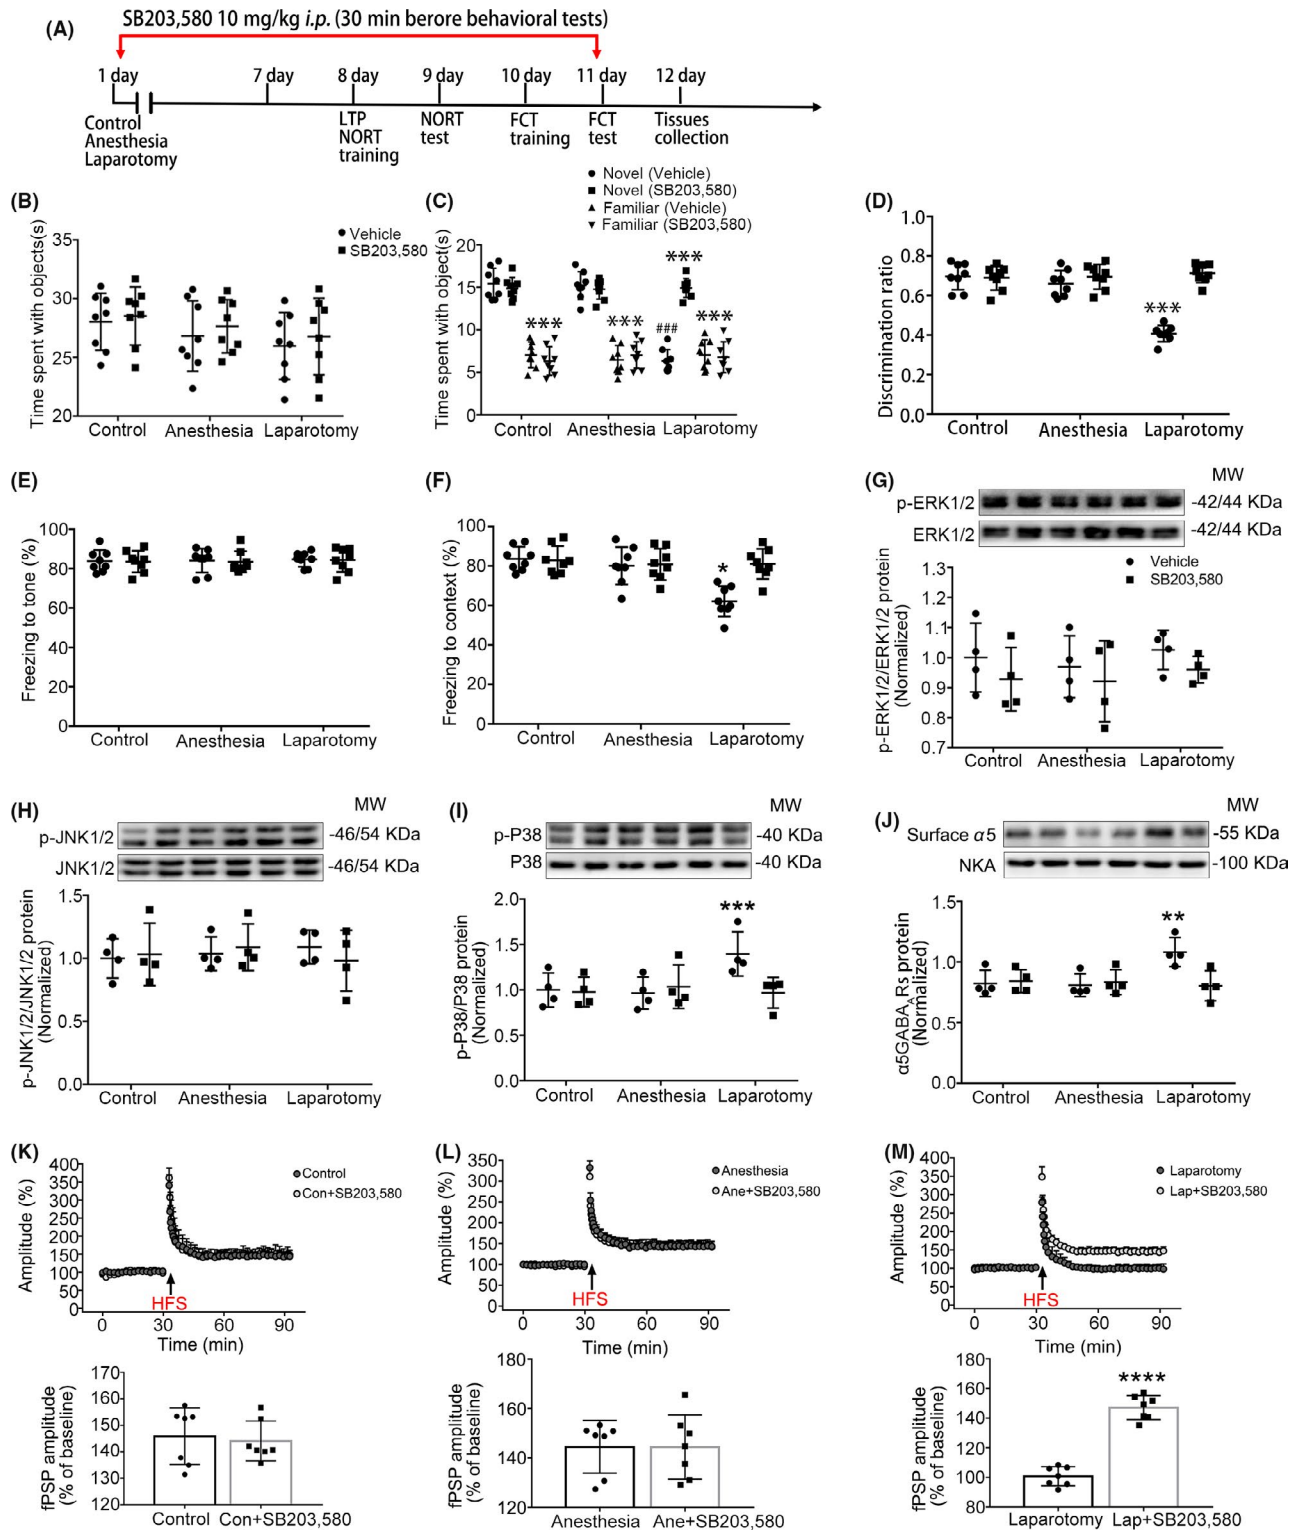 (A)
SB203,580 10 mg/kg i.p. (30 min berore behavioral tests)
1 day 7 day 8 day 9 day 10 day 11 day 12 day
Control
Anesthesia
Laparotomy
LTP
NORT
training
NORT
test
FCT
training
FCT
test
Tissues
collection
(B)
Time spent with objects(s)
35
30
25
20
Vehicle
SB203,580
Control Anesthesia Laparotomy
(C)
Novel (Vehicle)
Novel (SB203,580)
Familiar (Vehicle)
Familiar (SB203,580)
Time spent with object(s)
20
15
10
5
0
***
***
###
***
***
Control Anesthesia Laparotomy
(D)
Discrimination ratio
1.0
0.8
0.6
0.4
0.2
0.0
***
Control Anesthesia Laparotomy
(E)
Freezing to tone (%)
100
80
60
40
20
0
Control Anesthesia Laparotomy
(F)
Freezing to context (%)
100
80
60
40
20
0
*
Control Anesthesia Laparotomy
(G)
MW
p-ERK1/2 -42/44 KDa
ERK1/2 -42/44 KDa
Vehicle
SB203,580
p-ERK1/2/ERK1/2 protein
(Normalized)
1.3
1.2
1.1
1.0
0.9
0.8
0.7
Control Anesthesia Laparotomy
(H)
MW
p-JNK1/2 -46/54 KDa
JNK1/2 -46/54 KDa
p-JNK1/2/JNK1/2 protein
(Normalized)
1.5
1.0
0.5
0.0
Control Anesthesia Laparotomy
(I)
MW
p-P38 -40 KDa
P38 -40 KDa
p-P38/P38 protein
(Normalized)
2.0
1.5
1.0
0.5
0.0
***
Control Anesthesia Laparotomy
(J)
MW
Surface α5 -55 KDa
NKA -100 KDa
α5GABAARs protein
(Normalized)
1.5
1.0
0.5
0.0
**
Control Anesthesia Laparotomy
(K)
Amplitude (%)
400
350
300
250
200
150
100
50
0
Control
Con+SB203,580
HFS
0 30 60 90
Time (min)
fPSP amplitude
(% of baseline)
170
160
150
140
130
120
Control Con+SB203,580
(L)
Amplitude (%)
350
300
250
200
150
100
50
0
Anesthesia
Ane+SB203,580
HFS
0 30 60 90
Time (min)
fPSP amplitude
(% of baseline)
180
160
140
120
Anesthesia Ane+SB203,580
(M)
Amplitude (%)
400
350
300
250
200
150
100
50
0
Laparotomy
Lap+SB203,580
HFS
0 30 60 90
Time (min)
fPSP amplitude
(% of baseline)
180
160
140
120
100
80
****
Laparotomy Lap+SB203,580